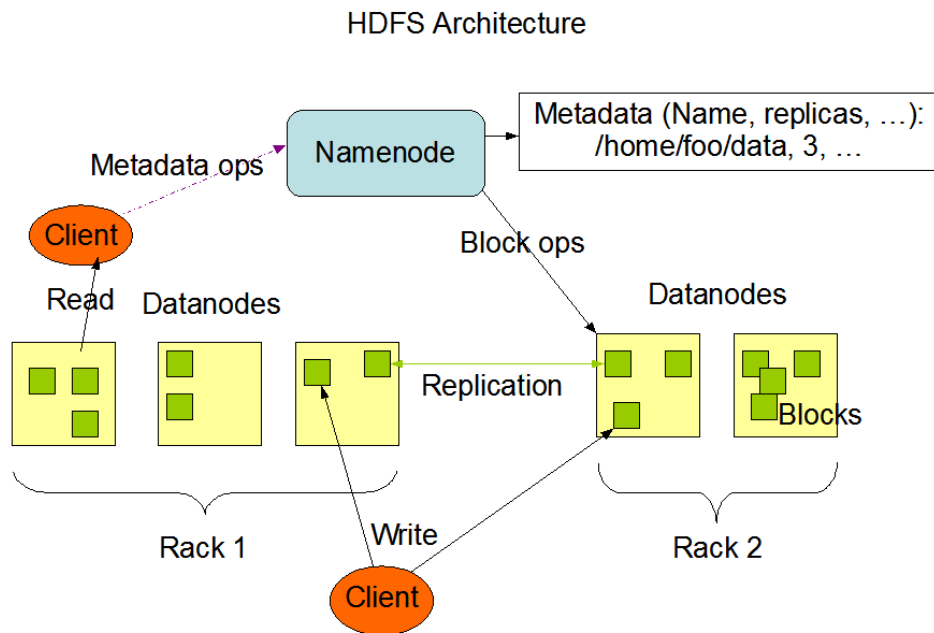 HDFS Architecture
Metadata (Name, replicas, …):
/home/foo/data, 3, …
Namenode
Metadata ops
Client
Block ops
Read
Datanodes
Datanodes
Replication
Blocks
Rack 1
Write
Rack 2
Client